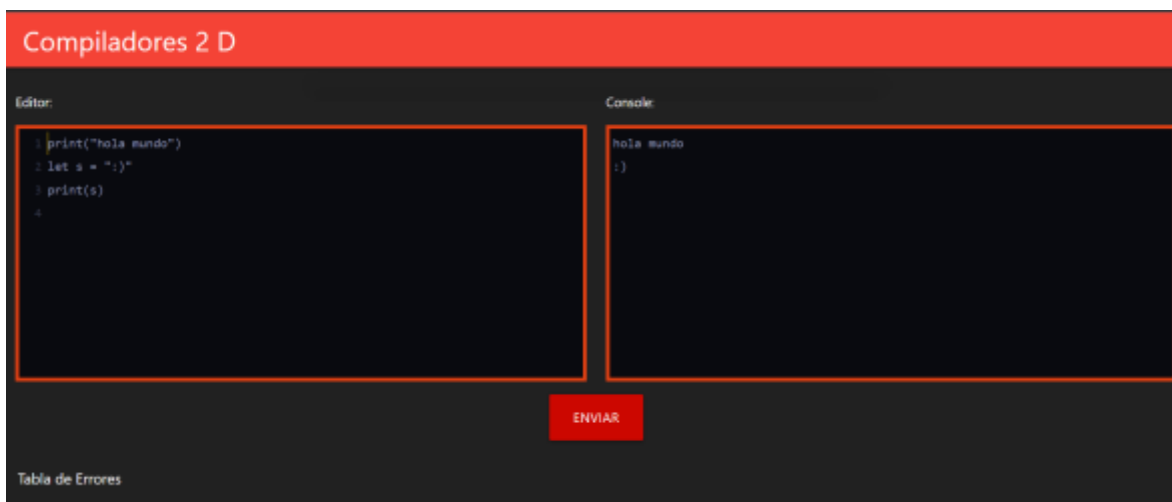 Compiladores 2 D
Editor:
1 print("hola mundo")
2 let s = ":)"
3 print(s)
4
Console:
hola mundo
:)
ENVIAR
Tabla de Errores